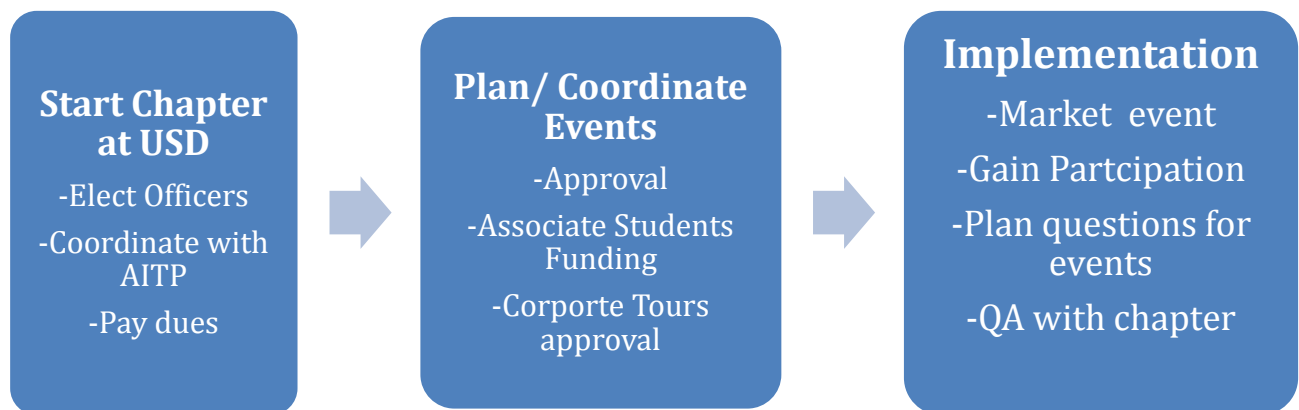 Start Chapter
at USD
-Elect Officers
-Coordinate with
AITP
-Pay dues
Plan/ Coordinate
Events
-Approval
-Associate Students
Funding
-Corporte Tours
approval
Implementation
-Market  event
-Gain Partcipation
-Plan questions for
events
-QA with chapter